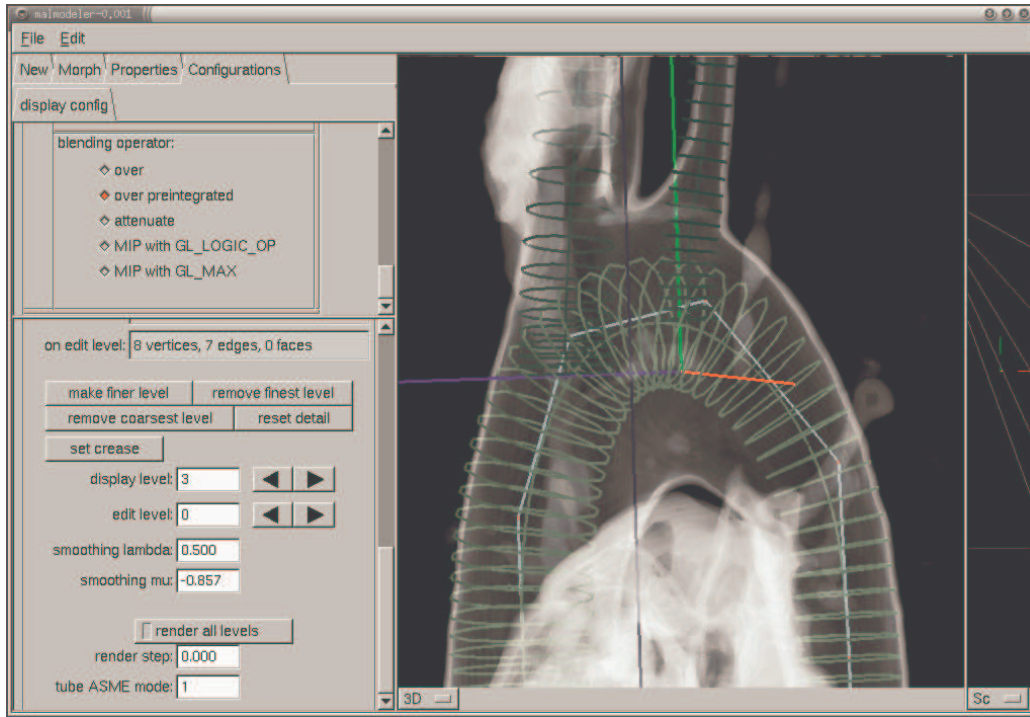 malmodeler-0,001
File Edit
New Morph Properties Configurations
display config
blending operator:
over
over preintegrated
attenuate
MIP with GL_LOGIC_OP
MIP with GL_MAX
on edit level: 8 vertices, 7 edges, 0 faces
make finer level remove finest level
remove coarsest level reset detail
set crease
display level: 3
edit level: 0
smoothing lambda: 0.500
smoothing mu: -0.857
render all levels
render step: 0.000
tube ASME mode: 1
3D Sc